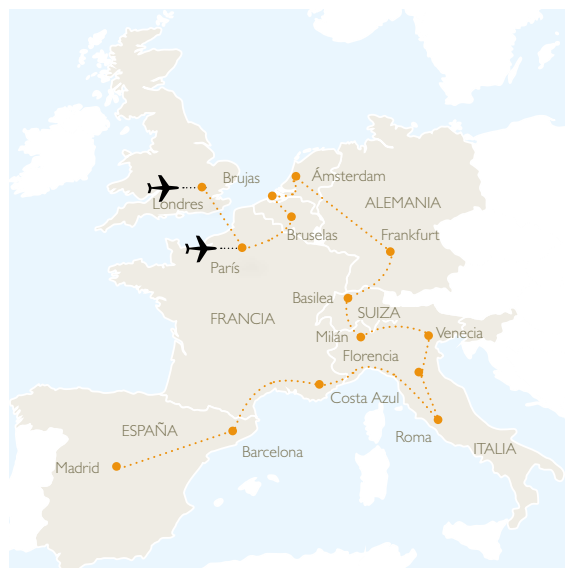 Brujas
Ámsterdam
Londres
ALEMANIA
Bruselas
Frankfurt
París
Basilea
SUIZA
FRANCIA
Milán
Venecia
Florencia
Costa Azul
ESPAÑA
Roma
ITALIA
Barcelona
Madrid